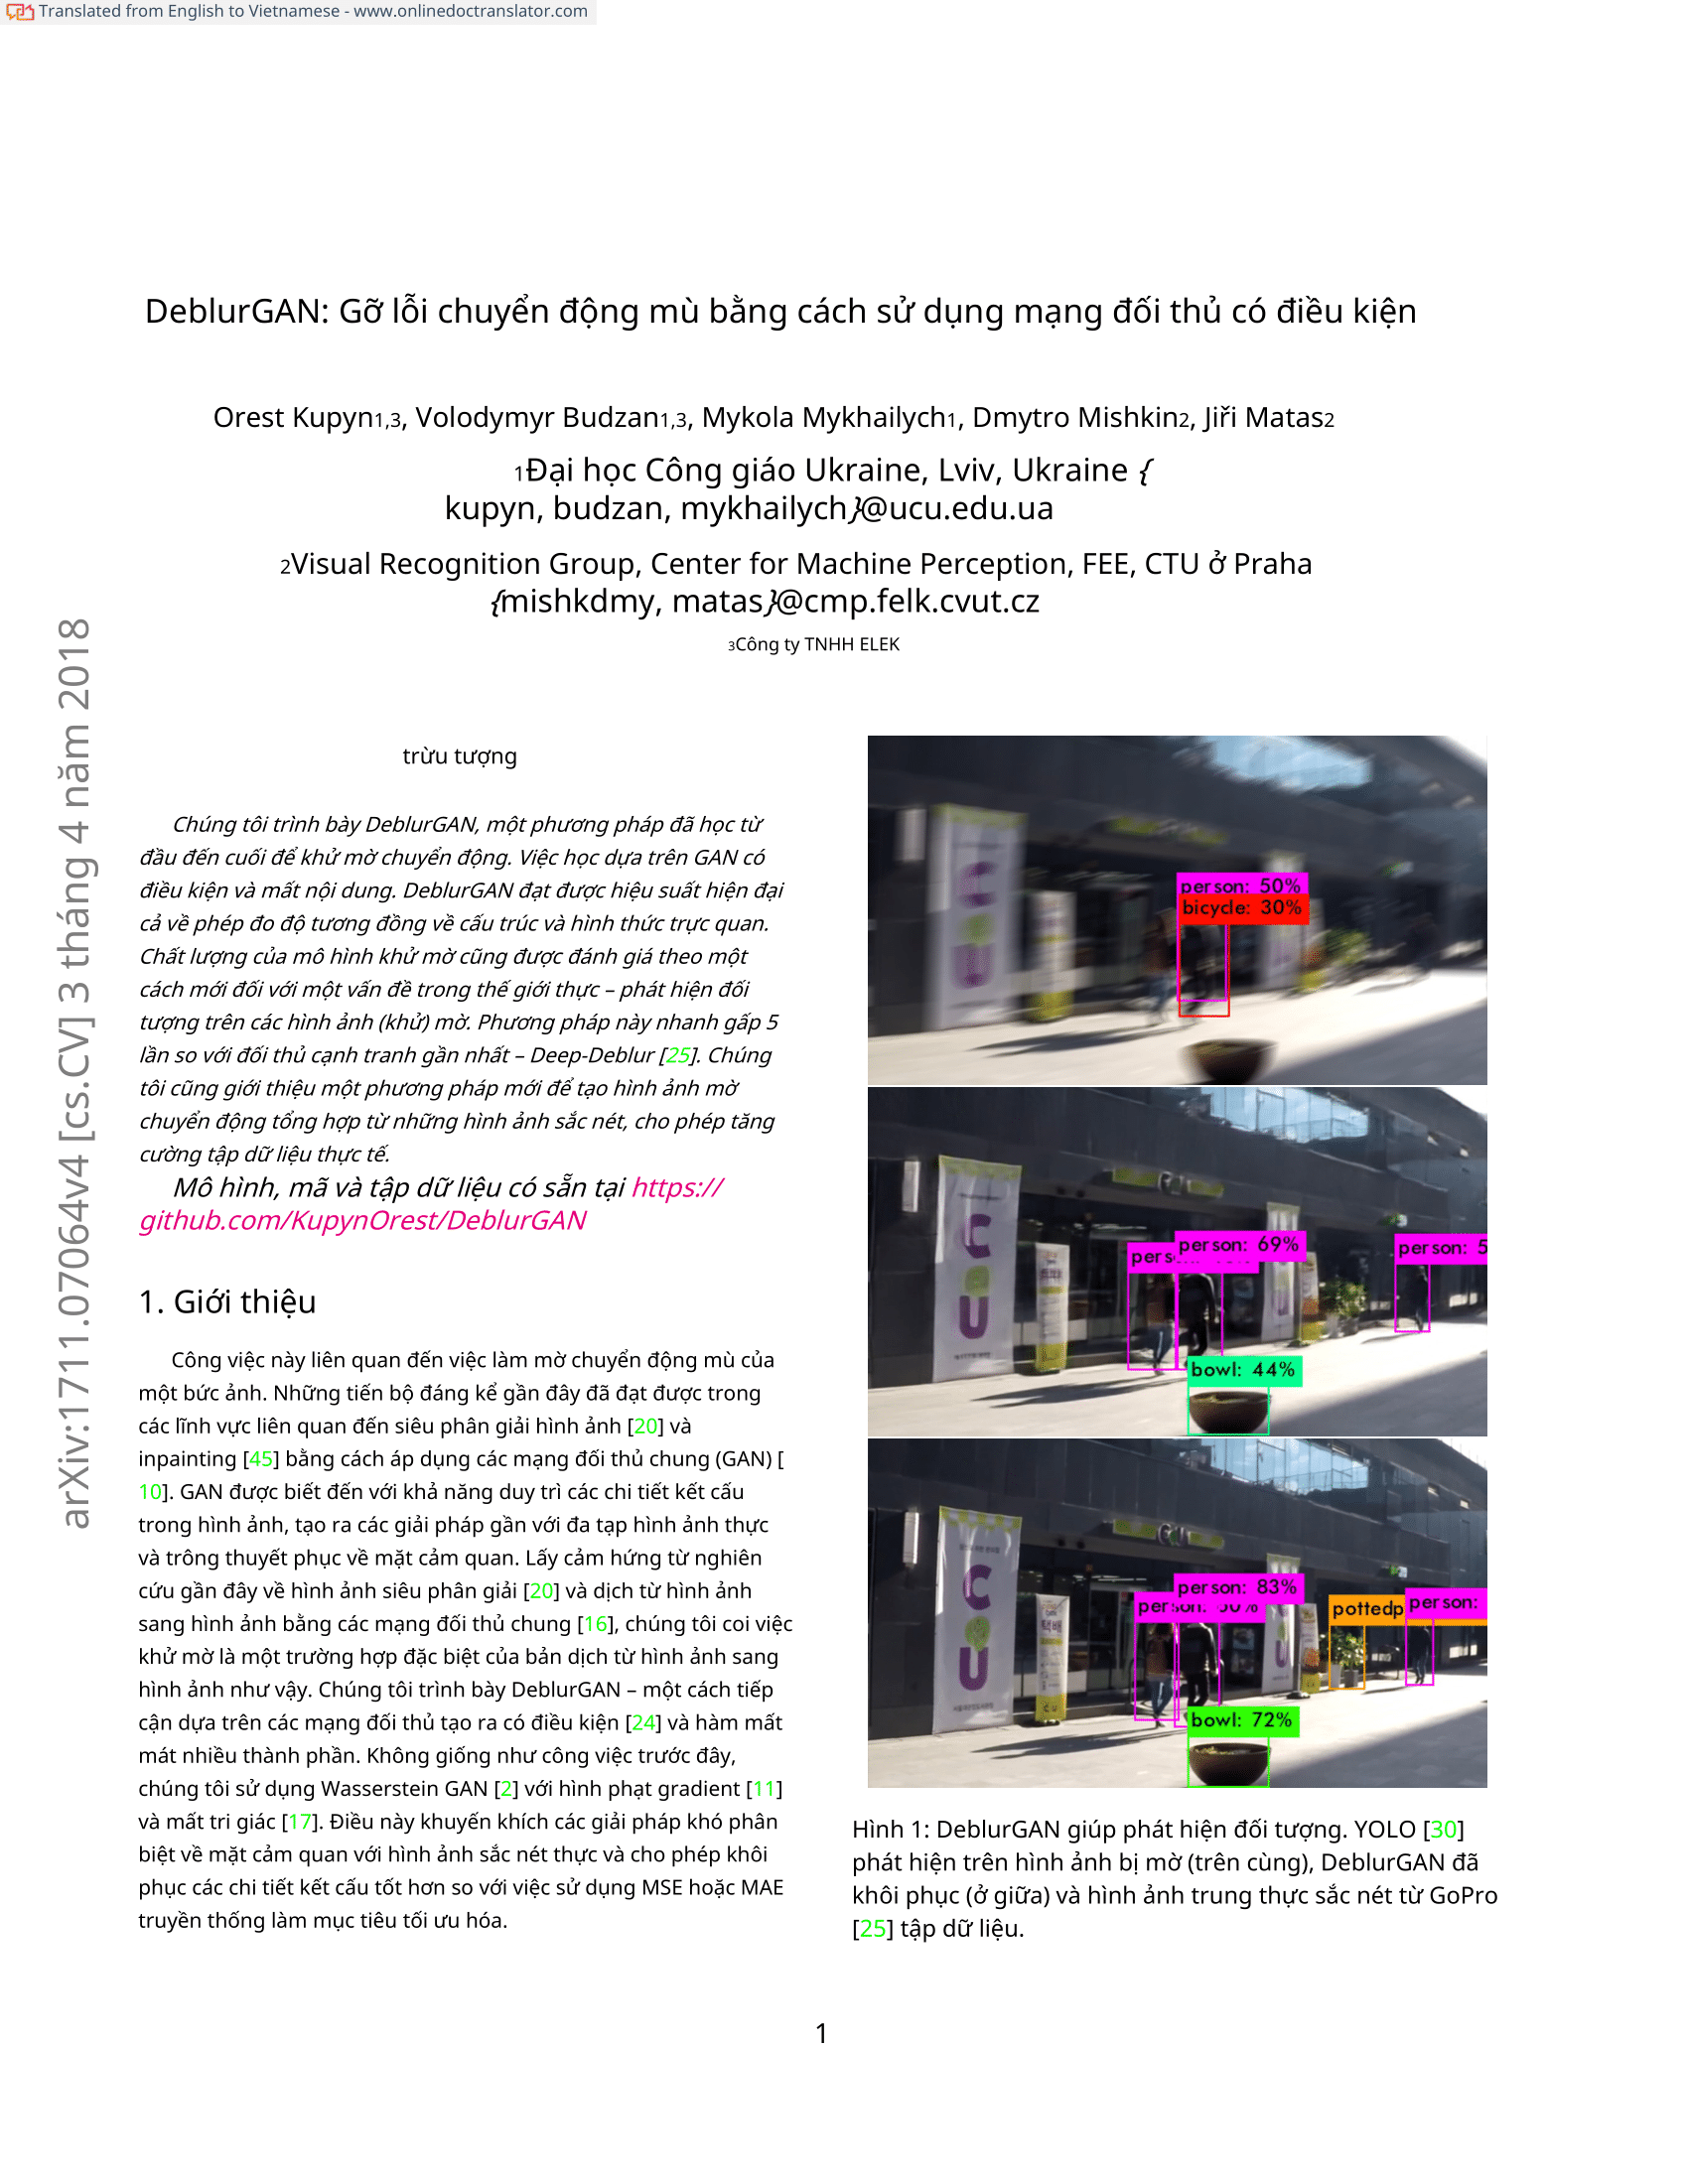 Translated from English to Vietnamese - www.onlinedoctranslator.com
DeblurGAN: Gỡ lỗi chuyển động mù bằng cách sử dụng mạng đối thủ có điều kiện
Orest Kupyn1,3, Volodymyr Budzan1,3, Mykola Mykhailych1, Dmytro Mishkin2, Jiři Matas2
1Đại học Công giáo Ukraine, Lviv, Ukraine {
kupyn, budzan, mykhailych}@ucu.edu.ua
2Visual Recognition Group, Center for Machine Perception, FEE, CTU ở Praha
{mishkdmy, matas}@cmp.felk.cvut.cz
3Công ty TNHH ELEK
arXiv:1711.07064v4 [cs.CV] 3 tháng 4 năm 2018
trừu tượng
Chúng tôi trình bày DeblurGAN, một phương pháp đã học từ
đầu đến cuối để khử mờ chuyển động. Việc học dựa trên GAN có
điều kiện và mất nội dung. DeblurGAN đạt được hiệu suất hiện đại
cả về phép đo độ tương đồng về cấu trúc và hình thức trực quan.
Chất lượng của mô hình khử mờ cũng được đánh giá theo một
cách mới đối với một vấn đề trong thế giới thực – phát hiện đối
tượng trên các hình ảnh (khử) mờ. Phương pháp này nhanh gấp 5
lần so với đối thủ cạnh tranh gần nhất – Deep-Deblur [25]. Chúng
tôi cũng giới thiệu một phương pháp mới để tạo hình ảnh mờ
chuyển động tổng hợp từ những hình ảnh sắc nét, cho phép tăng
cường tập dữ liệu thực tế.
Mô hình, mã và tập dữ liệu có sẵn tại https://
github.com/KupynOrest/DeblurGAN
1. Giới thiệu
Công việc này liên quan đến việc làm mờ chuyển động mù của
một bức ảnh. Những tiến bộ đáng kể gần đây đã đạt được trong
các lĩnh vực liên quan đến siêu phân giải hình ảnh [20] và
inpainting [45] bằng cách áp dụng các mạng đối thủ chung (GAN) [
10]. GAN được biết đến với khả năng duy trì các chi tiết kết cấu
trong hình ảnh, tạo ra các giải pháp gần với đa tạp hình ảnh thực
và trông thuyết phục về mặt cảm quan. Lấy cảm hứng từ nghiên
cứu gần đây về hình ảnh siêu phân giải [20] và dịch từ hình ảnh
sang hình ảnh bằng các mạng đối thủ chung [16], chúng tôi coi việc
khử mờ là một trường hợp đặc biệt của bản dịch từ hình ảnh sang
hình ảnh như vậy. Chúng tôi trình bày DeblurGAN – một cách tiếp
cận dựa trên các mạng đối thủ tạo ra có điều kiện [24] và hàm mất
mát nhiều thành phần. Không giống như công việc trước đây,
chúng tôi sử dụng Wasserstein GAN [2] với hình phạt gradient [11]
và mất tri giác [17]. Điều này khuyến khích các giải pháp khó phân
biệt về mặt cảm quan với hình ảnh sắc nét thực và cho phép khôi
phục các chi tiết kết cấu tốt hơn so với việc sử dụng MSE hoặc MAE
truyền thống làm mục tiêu tối ưu hóa.
person: 50%
bicycle: 30%
person: 69%
person: 5
bowl: 44%
person: 83%
pottedp
person:
bowl: 72%
Hình 1: DeblurGAN giúp phát hiện đối tượng. YOLO [30]
phát hiện trên hình ảnh bị mờ (trên cùng), DeblurGAN đã
khôi phục (ở giữa) và hình ảnh trung thực sắc nét từ GoPro
[25] tập dữ liệu.
1